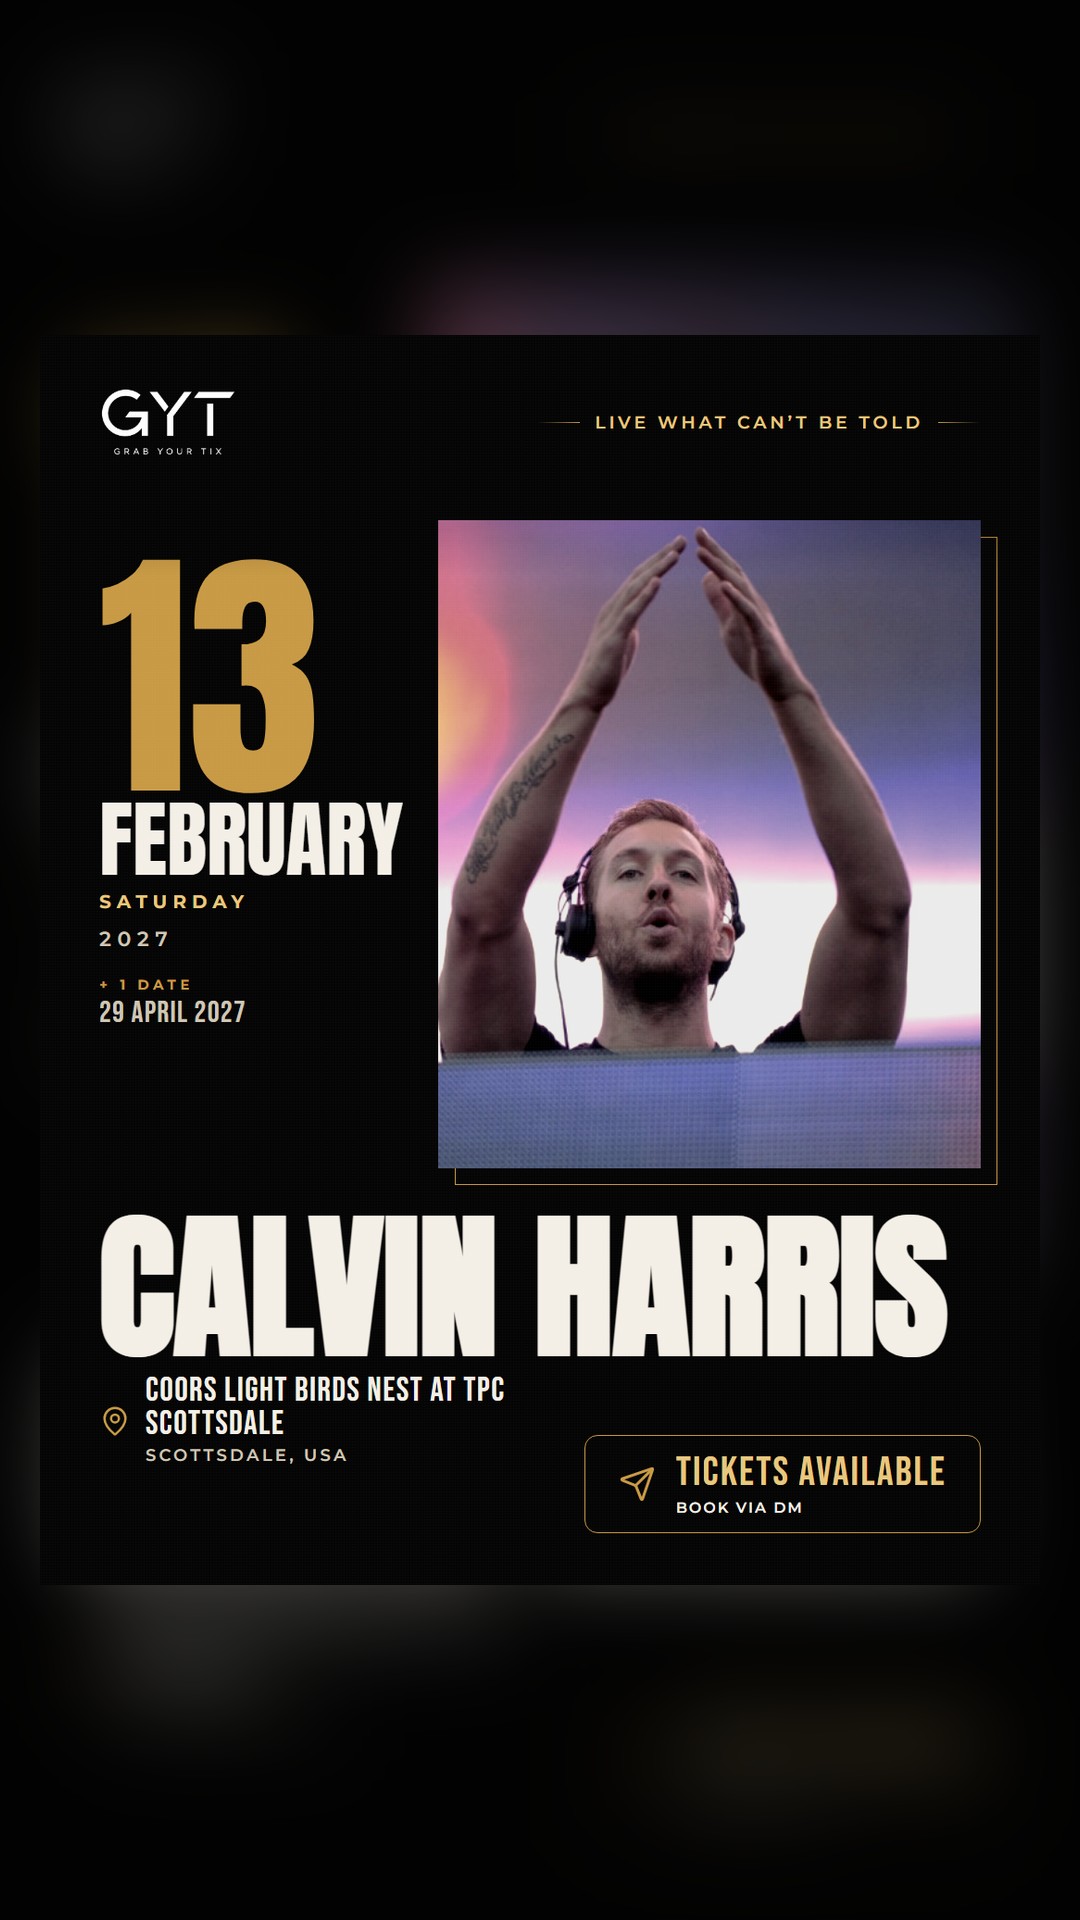 GYT
GRAB YOUR TIX
LIVE WHAT CAN’T BE TOLD
13
FEBRUARY
SATURDAY
2027
+ 1 DATE
29 APRIL 2027
CALVIN HARRIS
COORS LIGHT BIRDS NEST AT TPC
SCOTTSDALE
SCOTTSDALE, USA
TICKETS AVAILABLE
BOOK VIA DM